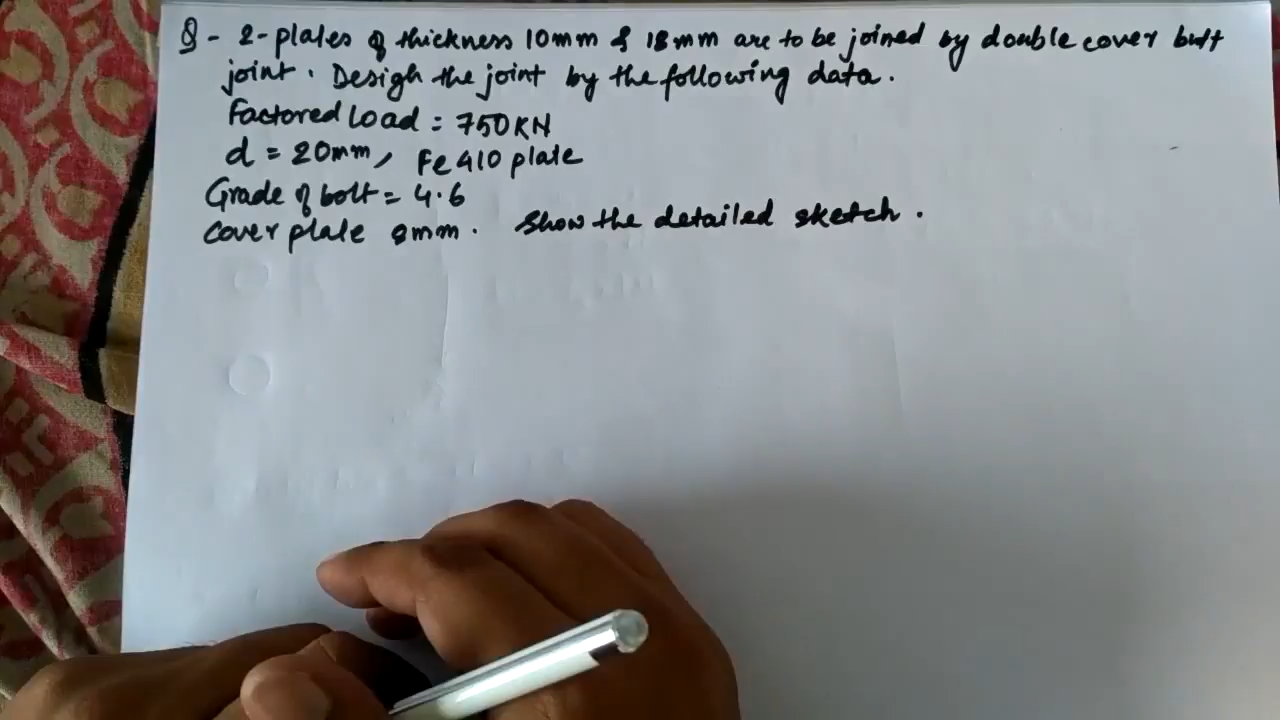 Q - 2-plates of thickness 10mm & 18mm are to be joined by double cover butt
joint. Design the joint by the following data.
Factored Load = 750KN
d = 20mm, Fe410 plate
Grade of bolt = 4.6
cover plate 8mm. Show the detailed sketch.